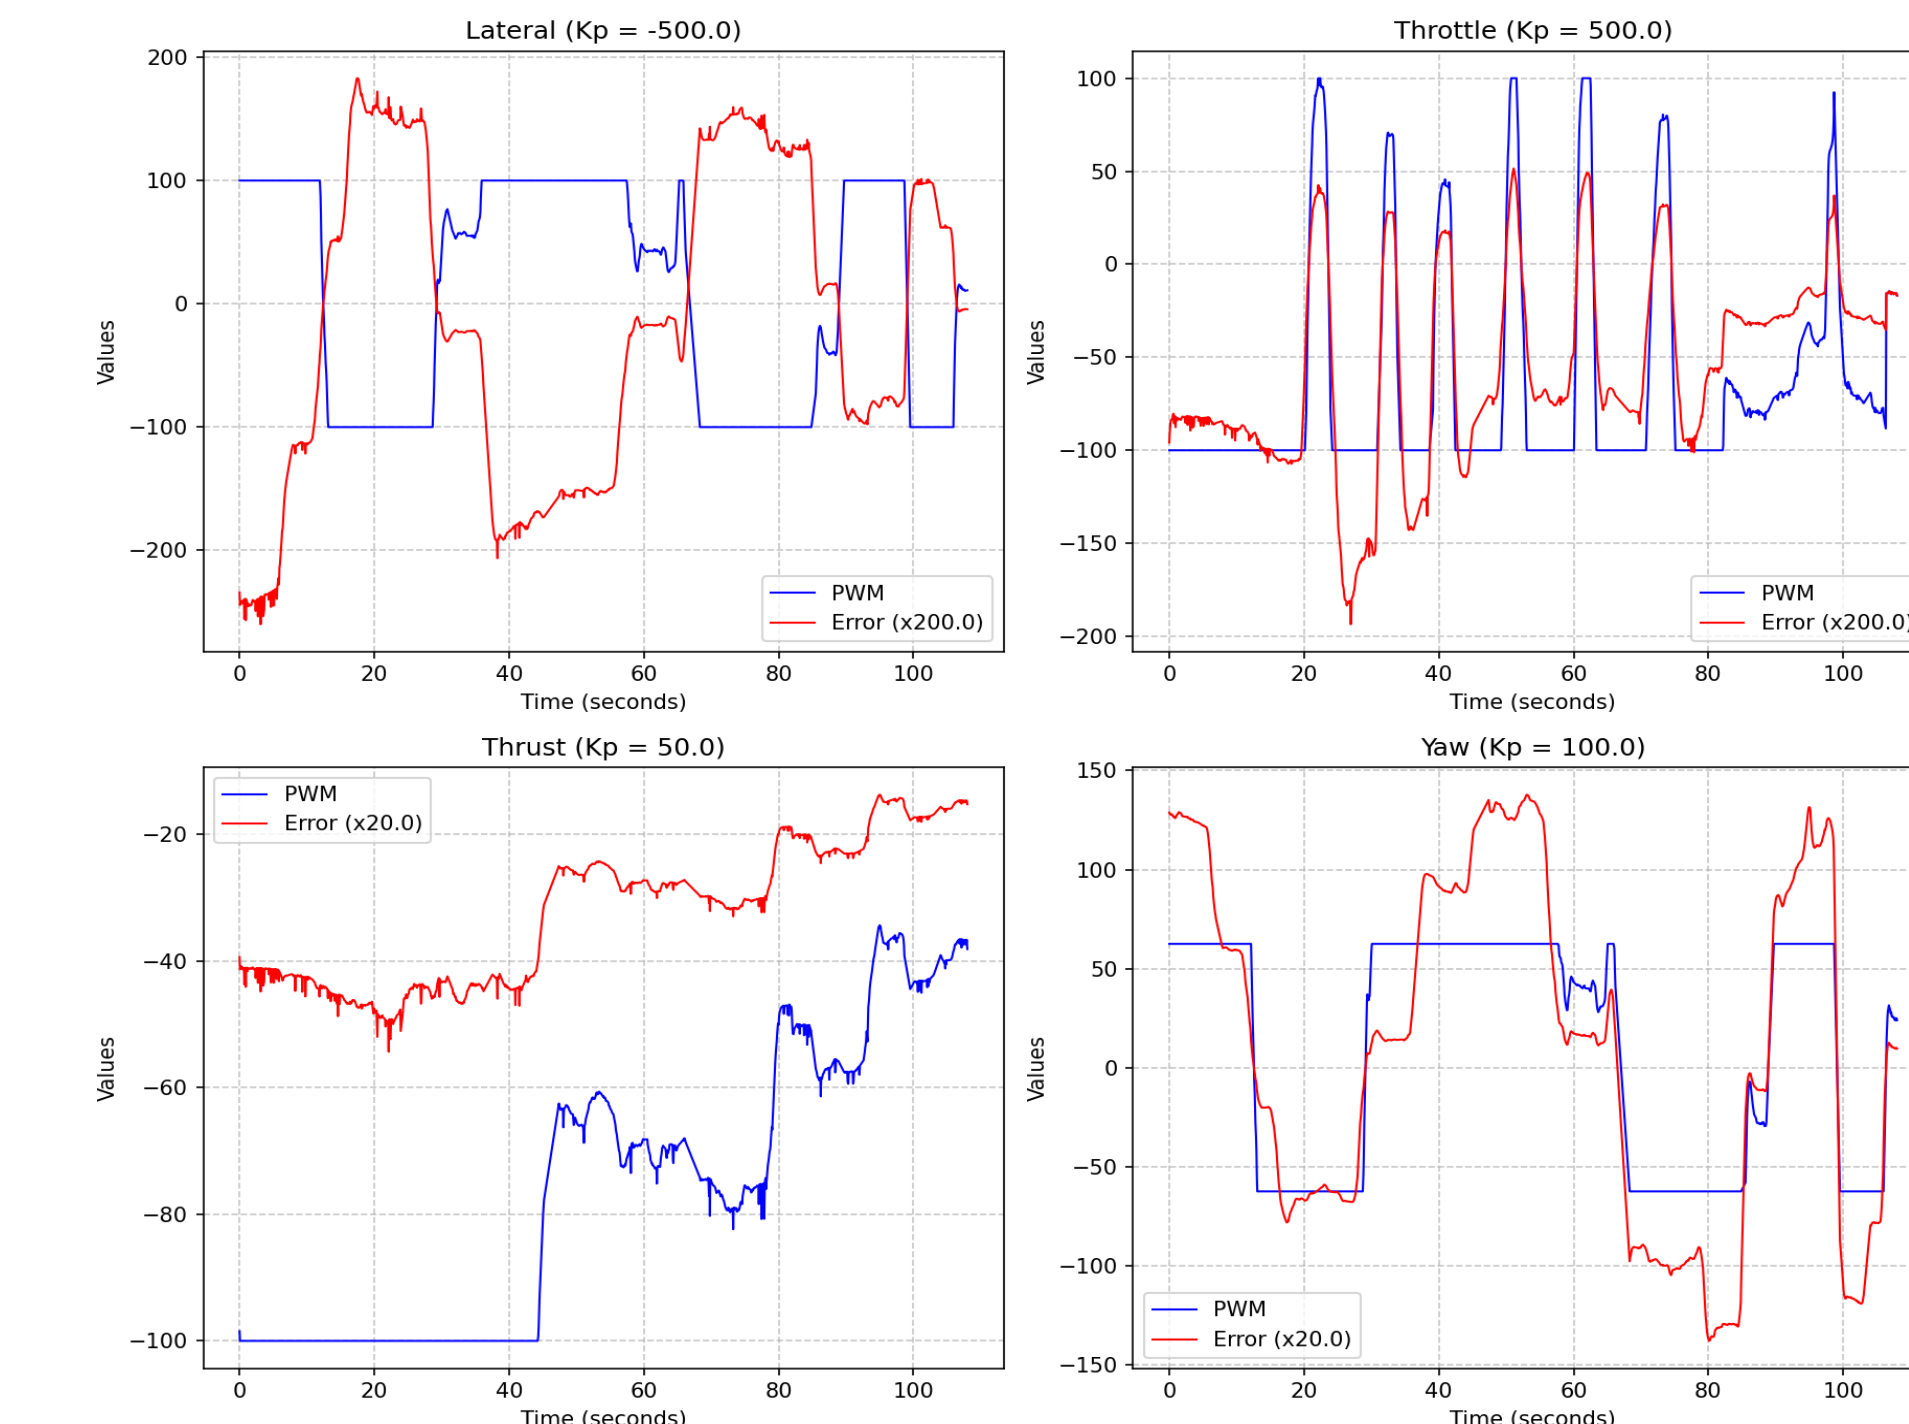 Lateral (Kp = -500.0)
200
100
0
−100
−200
Values
0 20 40 60 80 100
Time (seconds)
PWM
Error (x200.0)
Throttle (Kp = 500.0)
100
50
0
−50
−100
−150
−200
Values
0 20 40 60 80 100
Time (seconds)
PWM
Error (x200.0)
Thrust (Kp = 50.0)
−20
−40
−60
−80
−100
Values
0 20 40 60 80 100
Time (seconds)
PWM
Error (x20.0)
Yaw (Kp = 100.0)
150
100
50
0
−50
−100
−150
Values
0 20 40 60 80 100
Time (seconds)
PWM
Error (x20.0)